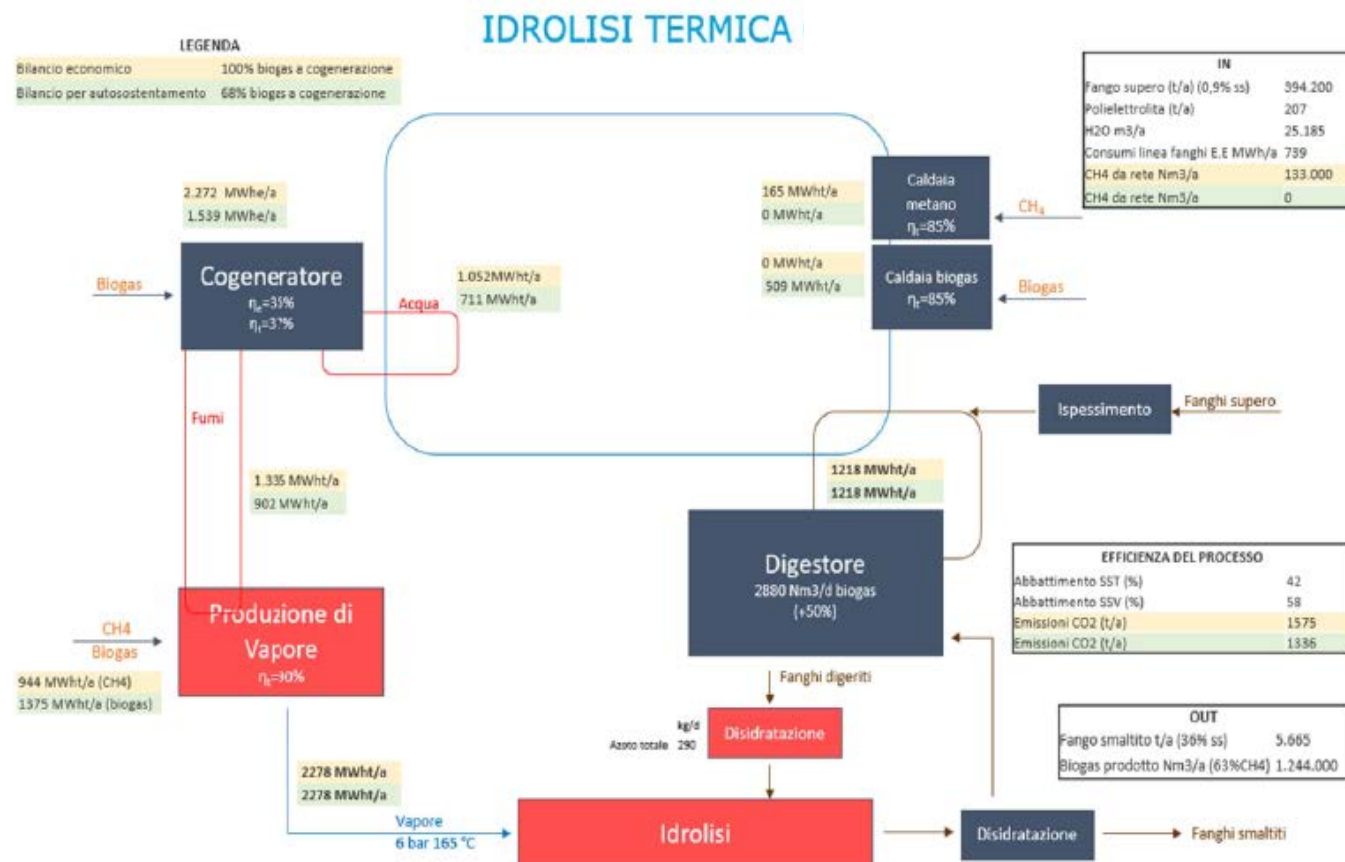 IDROLISI TERMICA
LEGENDA
Bilancio economico 100% biogas a cogenerazione
Bilancio per autosostentamento 68% biogas a cogenerazione
IN
Fango supero (t/a) (0,9% ss) 394.200
Polielettrolita (t/a) 207
H2O m3/a 25.185
Consumi linea fanghi E.E MWh/a 739
CH4 da rete Nm3/a 133.000
CH4 da rete Nm3/a 0
2.272 MWhe/a
1.539 MWhe/a
165 MWht/a
0 MWht/a
Caldaia
metano
ηt=85%
CH₄
Biogas
Cogeneratore
ηe=35%
ηt=37%
Acqua
1.052MWht/a
711 MWht/a
0 MWht/a
509 MWht/a
Caldaia biogas
ηt=85%
Biogas
Fumi
Ispessimento
Fanghi supero
1.335 MWht/a
902 MWht/a
1218 MWht/a
1218 MWht/a
Digestore
2880 Nm3/d biogas
(+50%)
EFFICIENZA DEL PROCESSO
Abbattimento SST (%) 42
Abbattimento SSV (%) 58
Emissioni CO2 (t/a) 1575
Emissioni CO2 (t/a) 1336
CH4
Biogas
Produzione di
Vapore
ηt=90%
944 MWht/a (CH4)
1375 MWht/a (biogas)
Fanghi digeriti
kg/d
Azoto totale 290
Disidratazione
OUT
Fango smaltito t/a (36% ss) 5.665
Biogas prodotto Nm3/a (63%CH4) 1.244.000
2278 MWht/a
2278 MWht/a
Vapore
6 bar 165 °C
Idrolisi
Disidratazione
Fanghi smaltiti